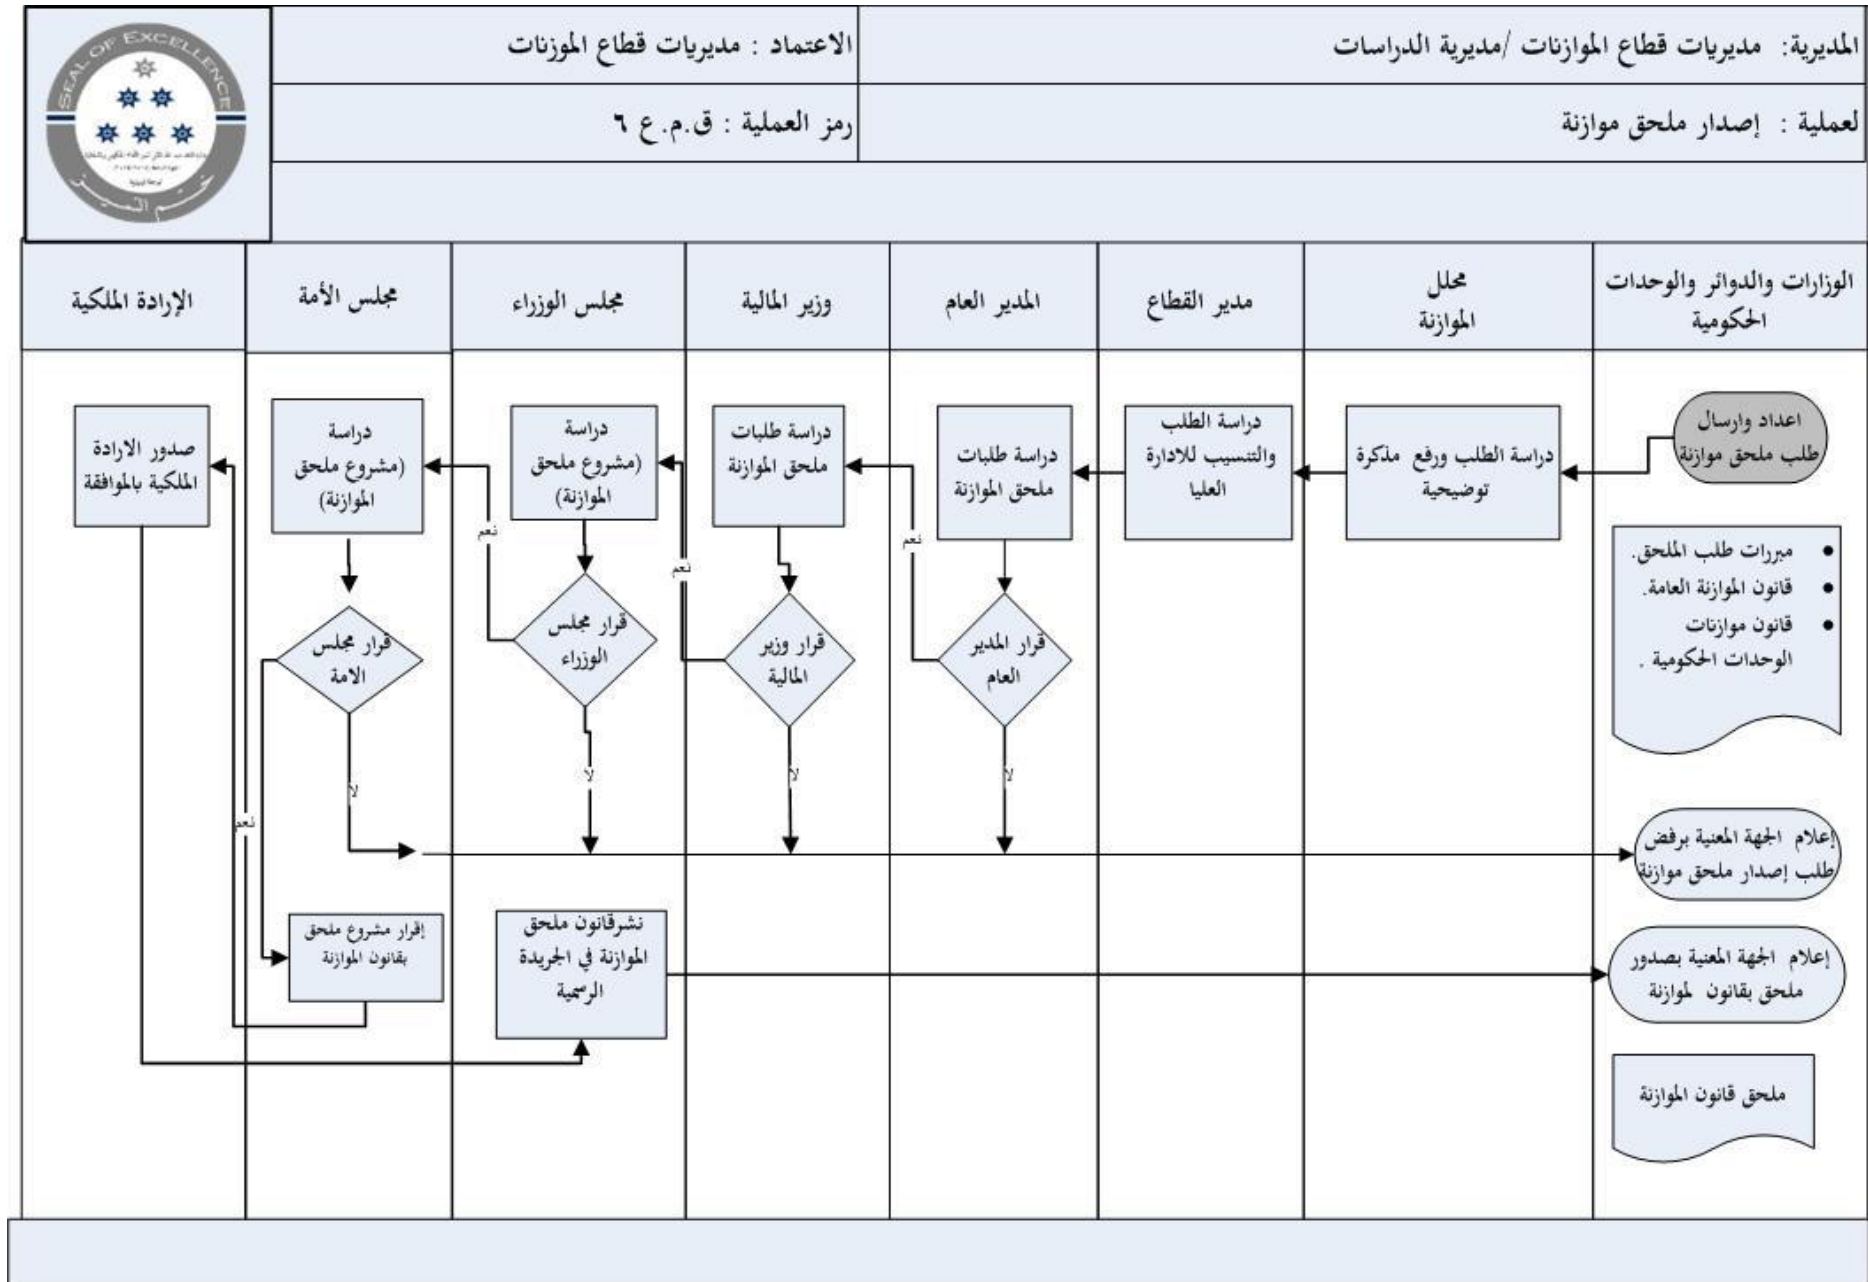 المديرية: مديريات قطاع الموازنات /مديرية الدراسات
الاعتماد : مديريات قطاع الموزنات
لعملية : إصدار ملحق موازنة
رمز العملية : ق.م.ع ٦
SEAL OF EXCELLENCE
ختم التميز
الوزارات والدوائر والوحدات
الحكومية
محلل
الموازنة
مدير القطاع
المدير العام
وزير المالية
مجلس الوزراء
مجلس الأمة
الإرادة الملكية
اعداد وارسال
طلب ملحق موازنة
دراسة الطلب ورفع مذكرة
توضيحية
دراسة الطلب
والتنسيب للادارة
العليا
دراسة طلبات
ملحق الموازنة
دراسة طلبات
ملحق الموازنة
دراسة
(مشروع ملحق
الموازنة)
دراسة
(مشروع ملحق
الموازنة)
صدور الارادة
الملكية بالموافقة
• مبررات طلب الملحق.
• قانون الموازنة العامة.
• قانون موازنات
الوحدات الحكومية .
نعم
نعم
نعم
قرار المدير
العام
قرار وزير
المالية
قرار مجلس
الوزراء
قرار مجلس
الامة
لا
لا
لا
لا
نعم
إعلام الجهة المعنية برفض
طلب إصدار ملحق موازنة
إقرار مشروع ملحق
بقانون الموازنة
نشرقانون ملحق
الموازنة في الجريدة
الرسمية
إعلام الجهة المعنية بصدور
ملحق بقانون لموازنة
ملحق قانون الموازنة